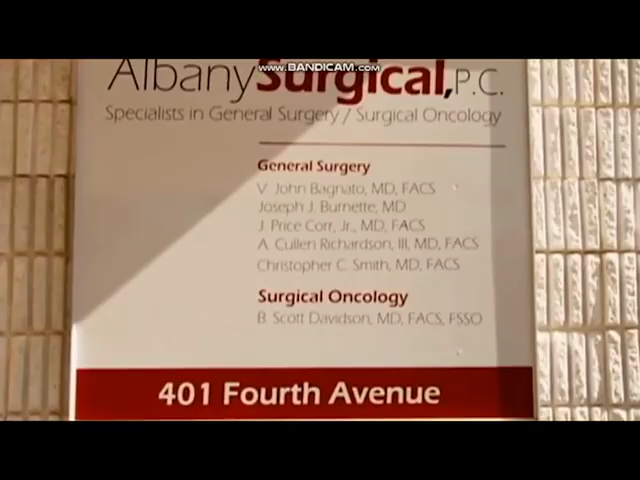 www.BANDICAM.com
AlbanySurgical, P.C.
Specialists in General Surgery / Surgical Oncology
General Surgery
V. John Bagnato, MD, FACS
Joseph J. Burnette, MD
J. Price Corr, Jr., MD, FACS
A. Cullen Richardson, III, MD, FACS
Christopher C. Smith, MD, FACS
Surgical Oncology
B. Scott Davidson, MD, FACS, FSSO
401 Fourth Avenue